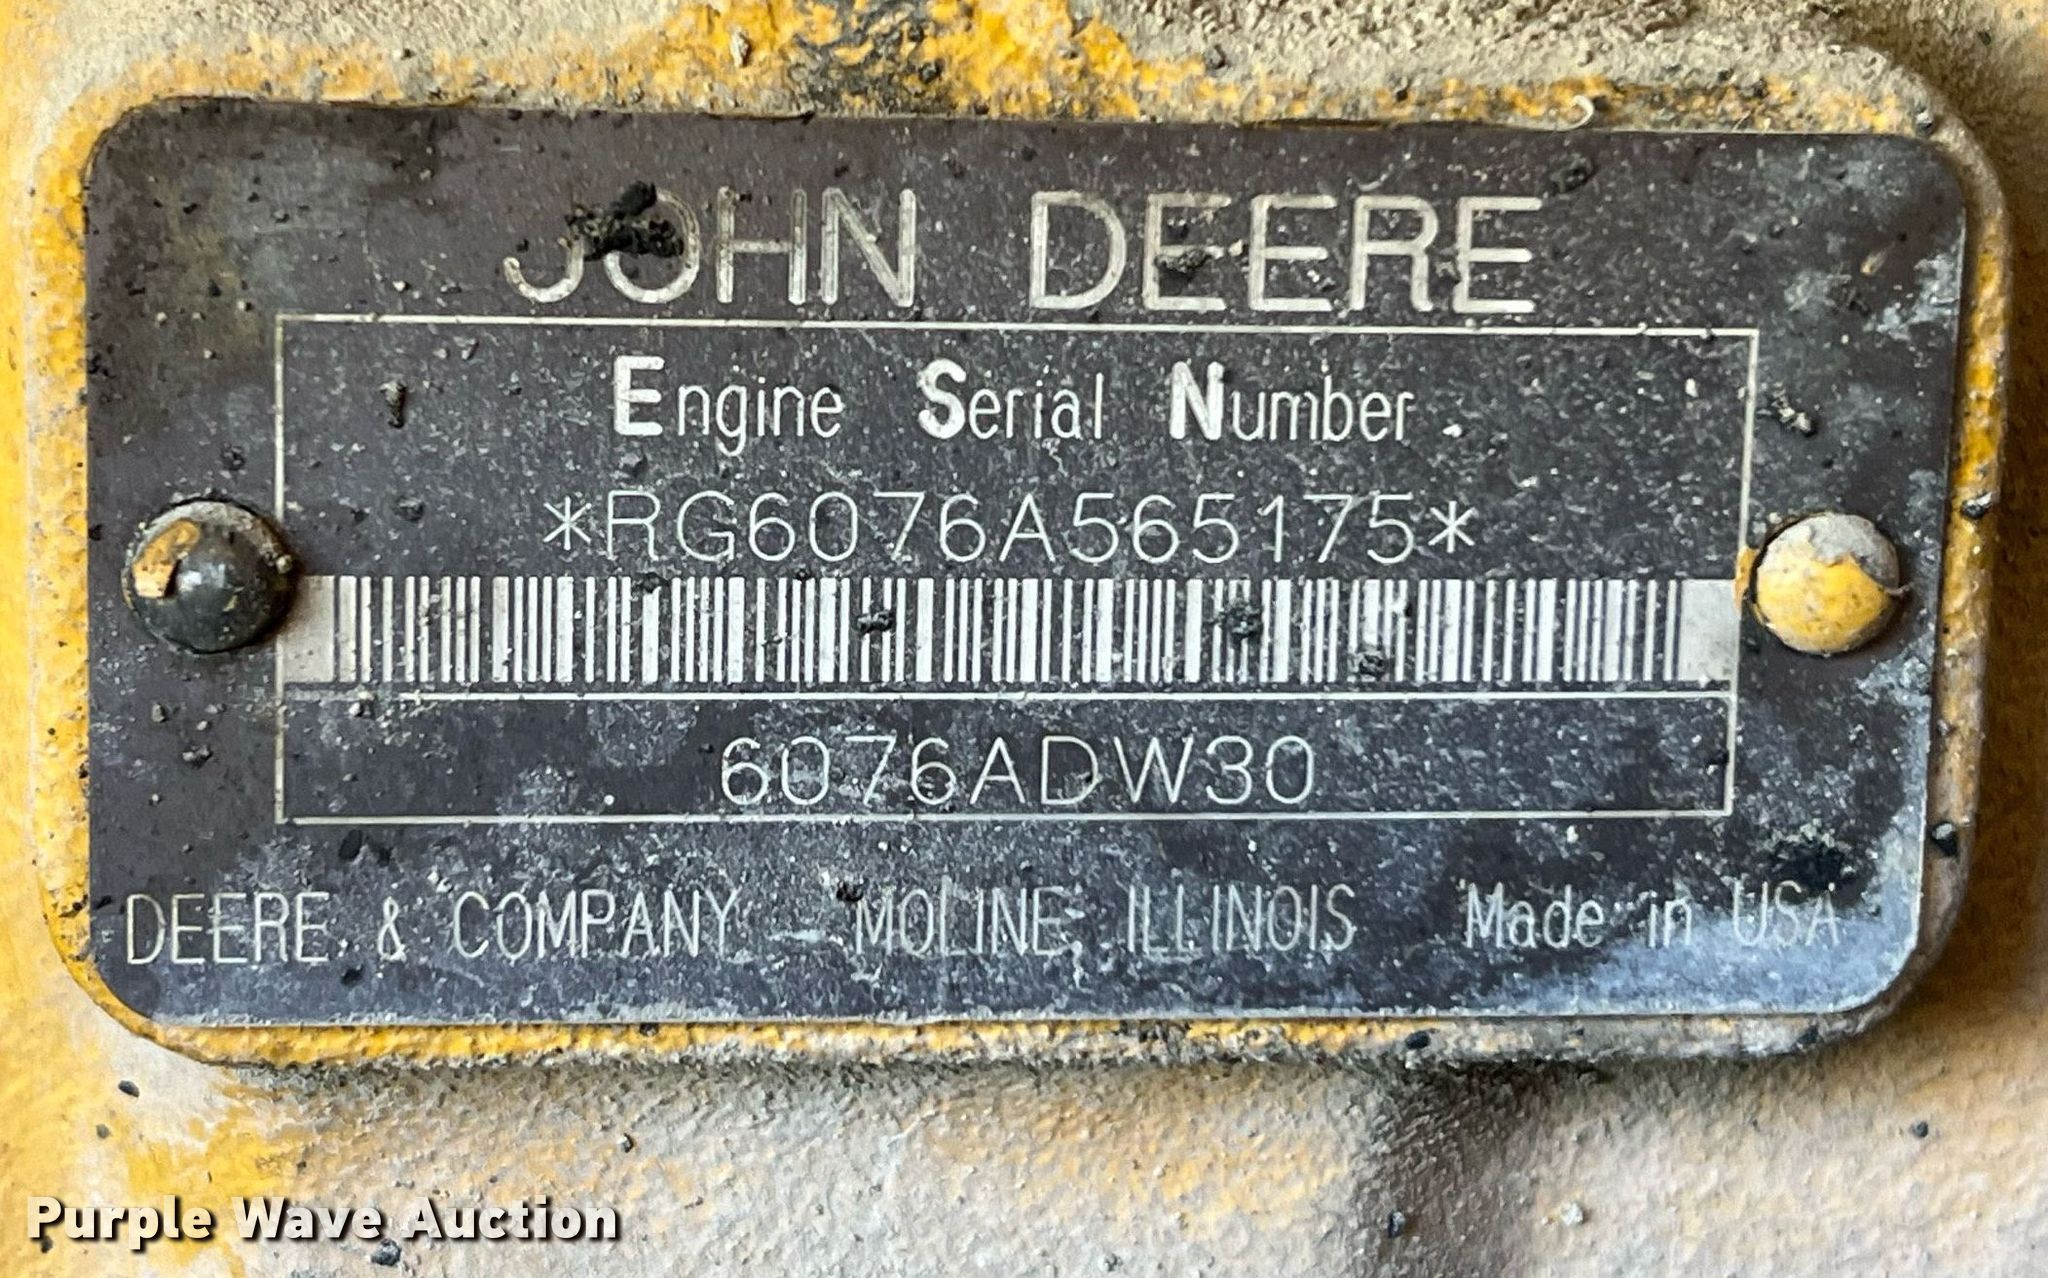 JOHN DEERE
Engine Serial Number
*RG6076A565175*
6076ADW30
DEERE & COMPANY - MOLINE, ILLINOIS Made in USA
Purple Wave Auction